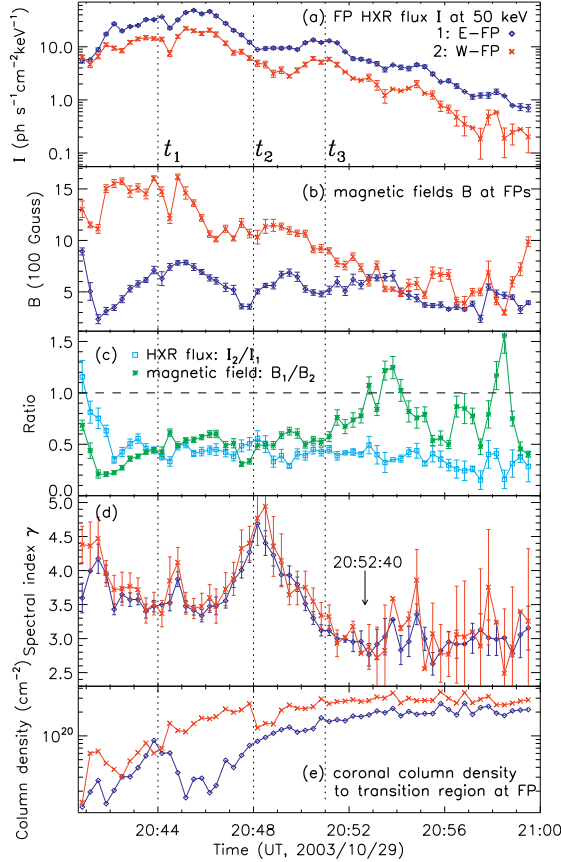 (a) FP HXR flux I at 50 keV
1: E-FP
2: W-FP
I (ph s⁻¹cm⁻²keV⁻¹)
10.0
1.0
0.1
t₁
t₂
t₃
(b) magnetic fields B at FPs
B (100 Gauss)
15
10
5
(c)
HXR flux: I₂/I₁
magnetic field: B₁/B₂
Ratio
1.5
1.0
0.5
0.0
(d)
Spectral index γ
5.0
4.5
4.0
3.5
3.0
2.5
20:52:40
Column density (cm⁻²)
10²⁰
(e) coronal column density
to transition region at FP
20:44
20:48
20:52
20:56
21:00
Time (UT, 2003/10/29)